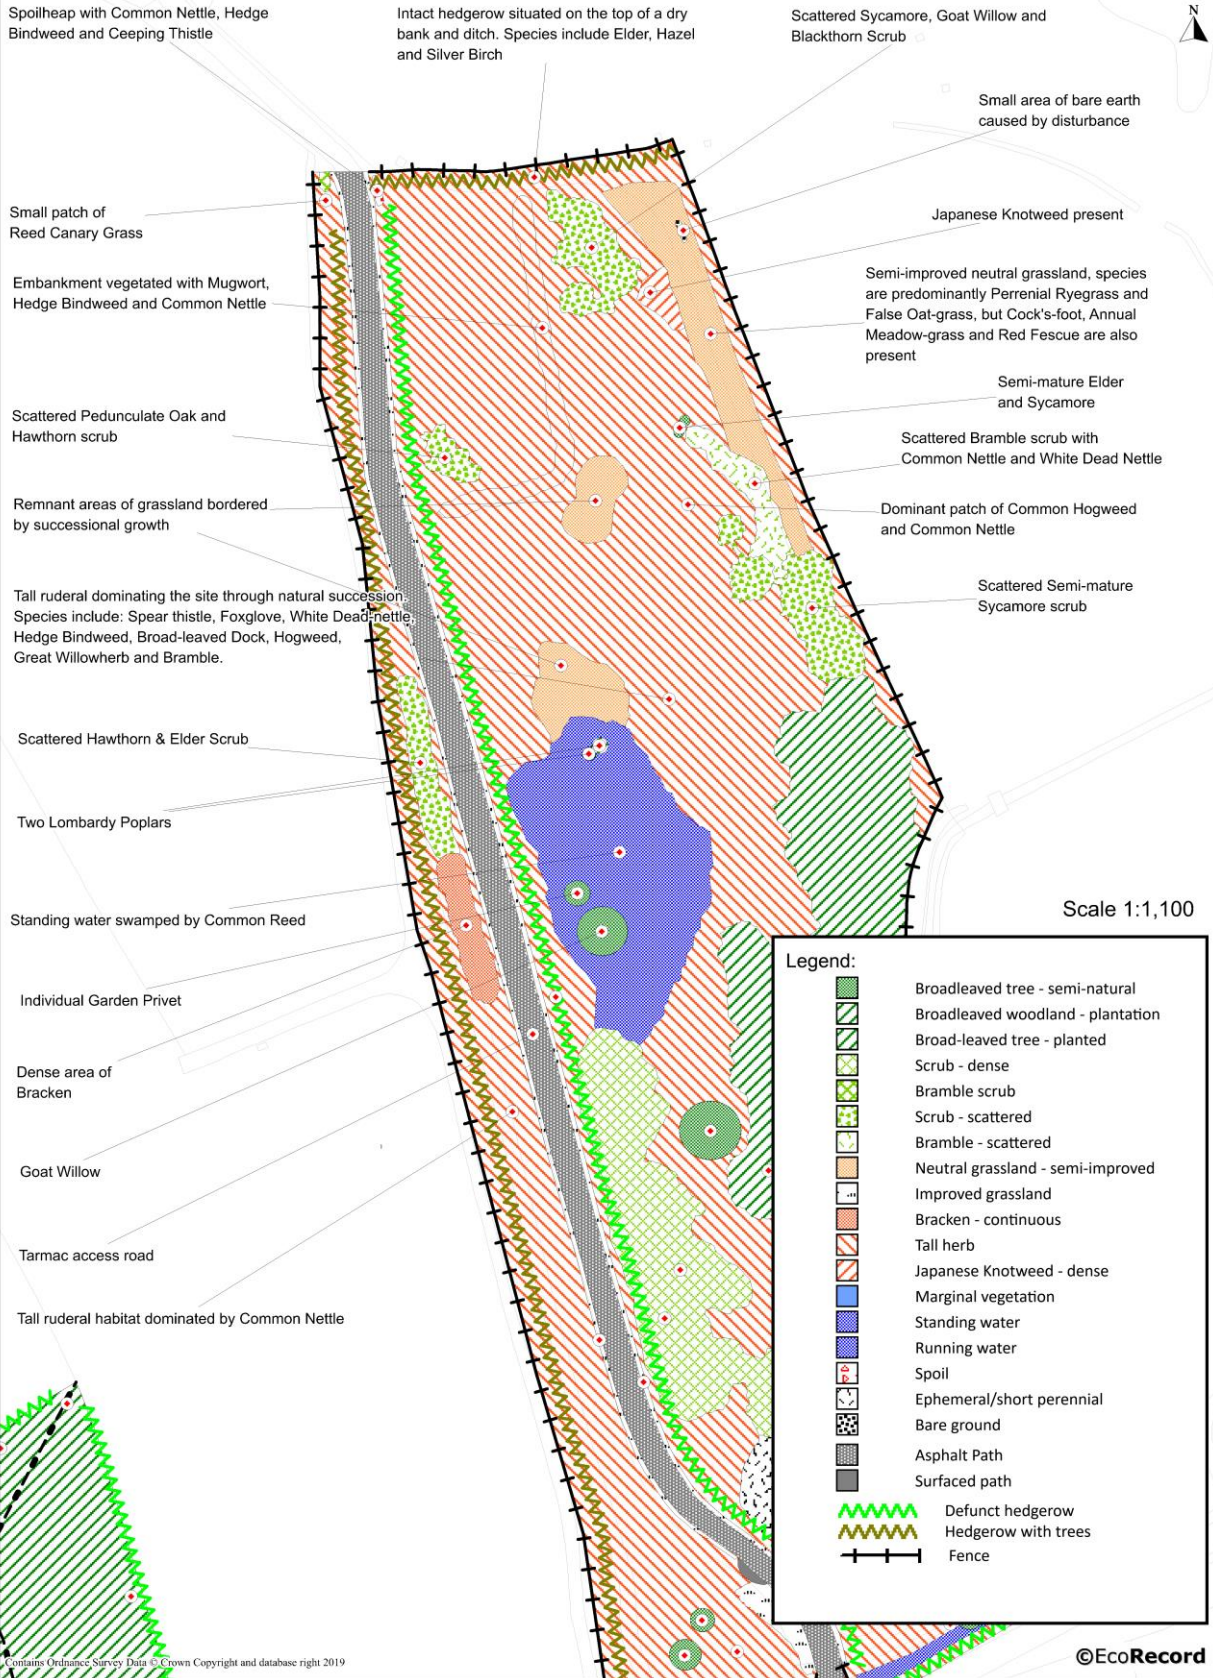 Spoilheap with Common Nettle, Hedge
Bindweed and Ceeping Thistle
Intact hedgerow situated on the top of a dry
bank and ditch. Species include Elder, Hazel
and Silver Birch
Scattered Sycamore, Goat Willow and
Blackthorn Scrub
N
Small area of bare earth
caused by disturbance
Small patch of
Reed Canary Grass
Japanese Knotweed present
Embankment vegetated with Mugwort,
Hedge Bindweed and Common Nettle
Semi-improved neutral grassland, species
are predominantly Perrenial Ryegrass and
False Oat-grass, but Cock's-foot, Annual
Meadow-grass and Red Fescue are also
present
Semi-mature Elder
and Sycamore
Scattered Pedunculate Oak and
Hawthorn scrub
Scattered Bramble scrub with
Common Nettle and White Dead Nettle
Remnant areas of grassland bordered
by successional growth
Dominant patch of Common Hogweed
and Common Nettle
Scattered Semi-mature
Sycamore scrub
Tall ruderal dominating the site through natural succession.
Species include: Spear thistle, Foxglove, White Dead-nettle,
Hedge Bindweed, Broad-leaved Dock, Hogweed,
Great Willowherb and Bramble.
Scattered Hawthorn & Elder Scrub
Two Lombardy Poplars
Standing water swamped by Common Reed
Individual Garden Privet
Dense area of
Bracken
Goat Willow
Tarmac access road
Tall ruderal habitat dominated by Common Nettle
Scale 1:1,100
Legend:
Broadleaved tree - semi-natural
Broadleaved woodland - plantation
Broad-leaved tree - planted
Scrub - dense
Bramble scrub
Scrub - scattered
Bramble - scattered
Neutral grassland - semi-improved
Improved grassland
Bracken - continuous
Tall herb
Japanese Knotweed - dense
Marginal vegetation
Standing water
Running water
Spoil
Ephemeral/short perennial
Bare ground
Asphalt Path
Surfaced path
Defunct hedgerow
Hedgerow with trees
Fence
Contains Ordnance Survey Data © Crown Copyright and database right 2019
©EcoRecord